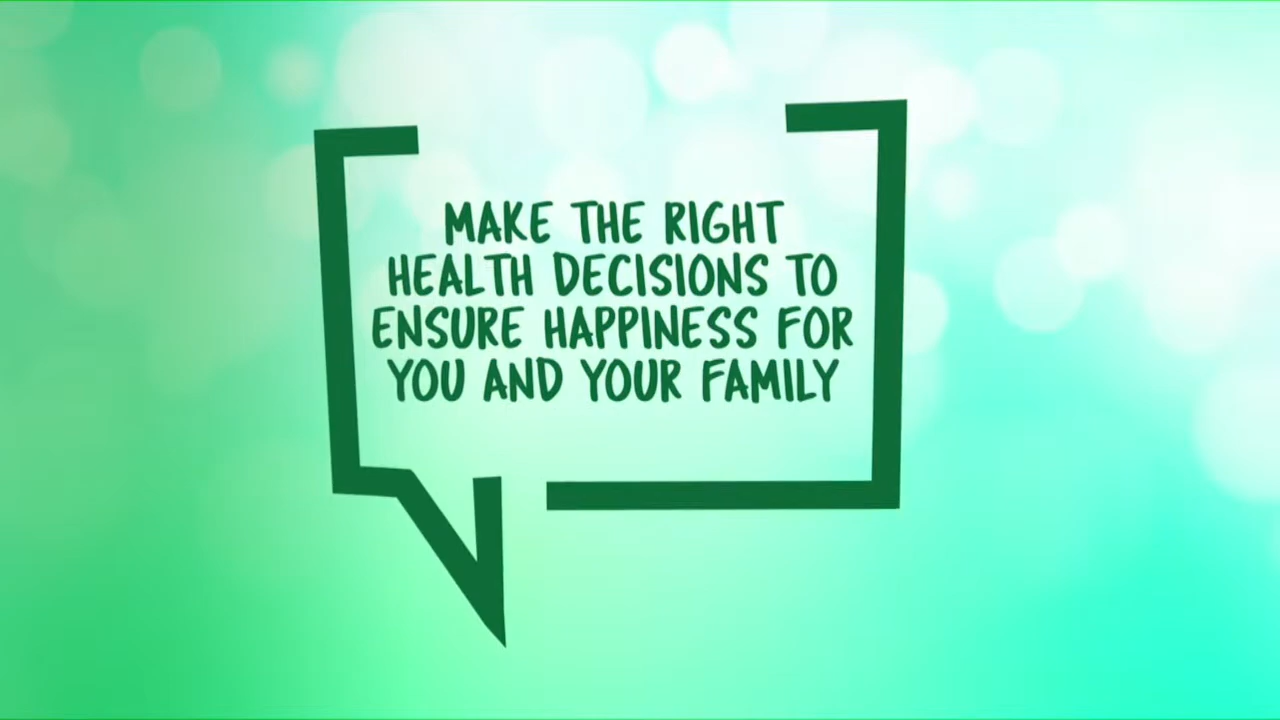 MAKE THE RIGHT
HEALTH DECISIONS TO
ENSURE HAPPINESS FOR
YOU AND YOUR FAMILY